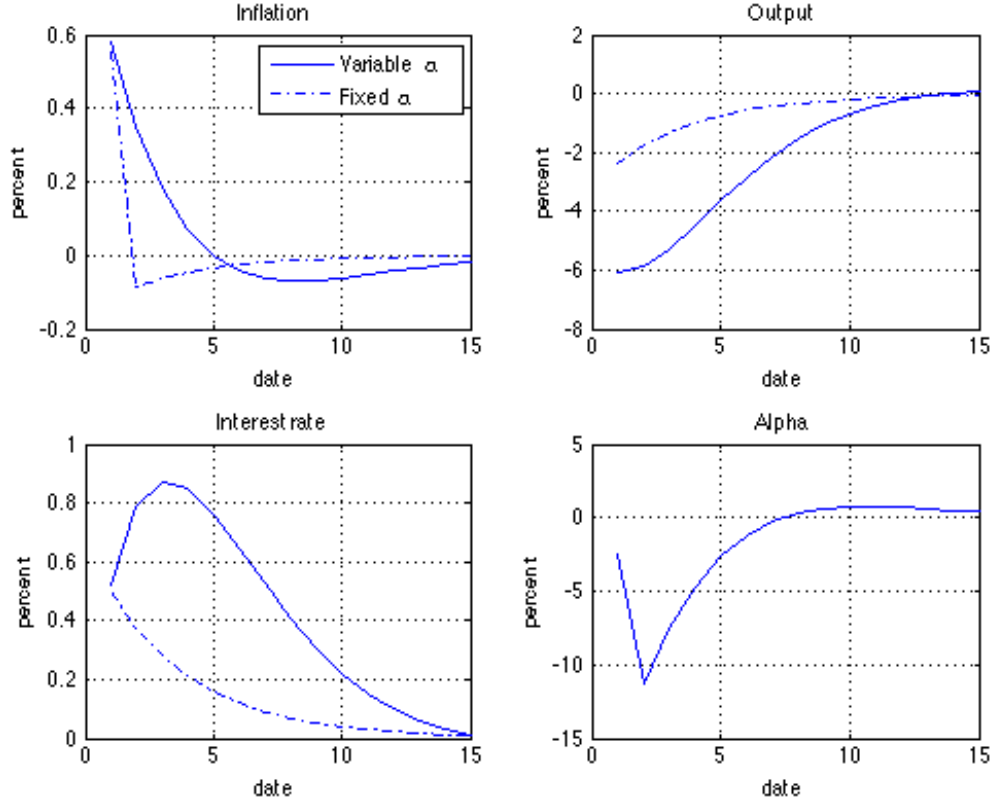 Inflation
Output
0.6
0.4
0.2
0
-0.2
percent
Variable α
Fixed α
0
5
10
15
date
2
0
-2
-4
-6
-8
percent
0
5
10
15
date
Interest rate
Alpha
1
0.8
0.6
0.4
0.2
0
percent
0
5
10
15
date
5
0
-5
-10
-15
percent
0
5
10
15
date